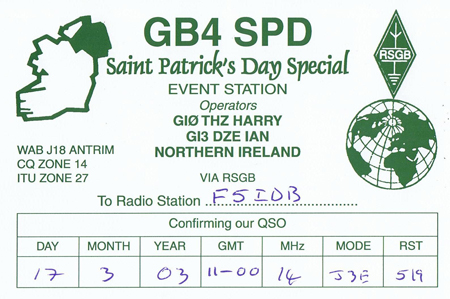 GB4 SPD
Saint Patrick's Day Special
RSGB
EVENT STATION
Operators
GIØ THZ HARRY
GI3 DZE IAN
NORTHERN IRELAND
WAB J18 ANTRIM
CQ ZONE 14
ITU ZONE 27
VIA RSGB
To Radio Station F5IDB
Confirming our QSO
DAY MONTH YEAR GMT MHz MODE RST
17 3 03 11-00 14 J3E 519